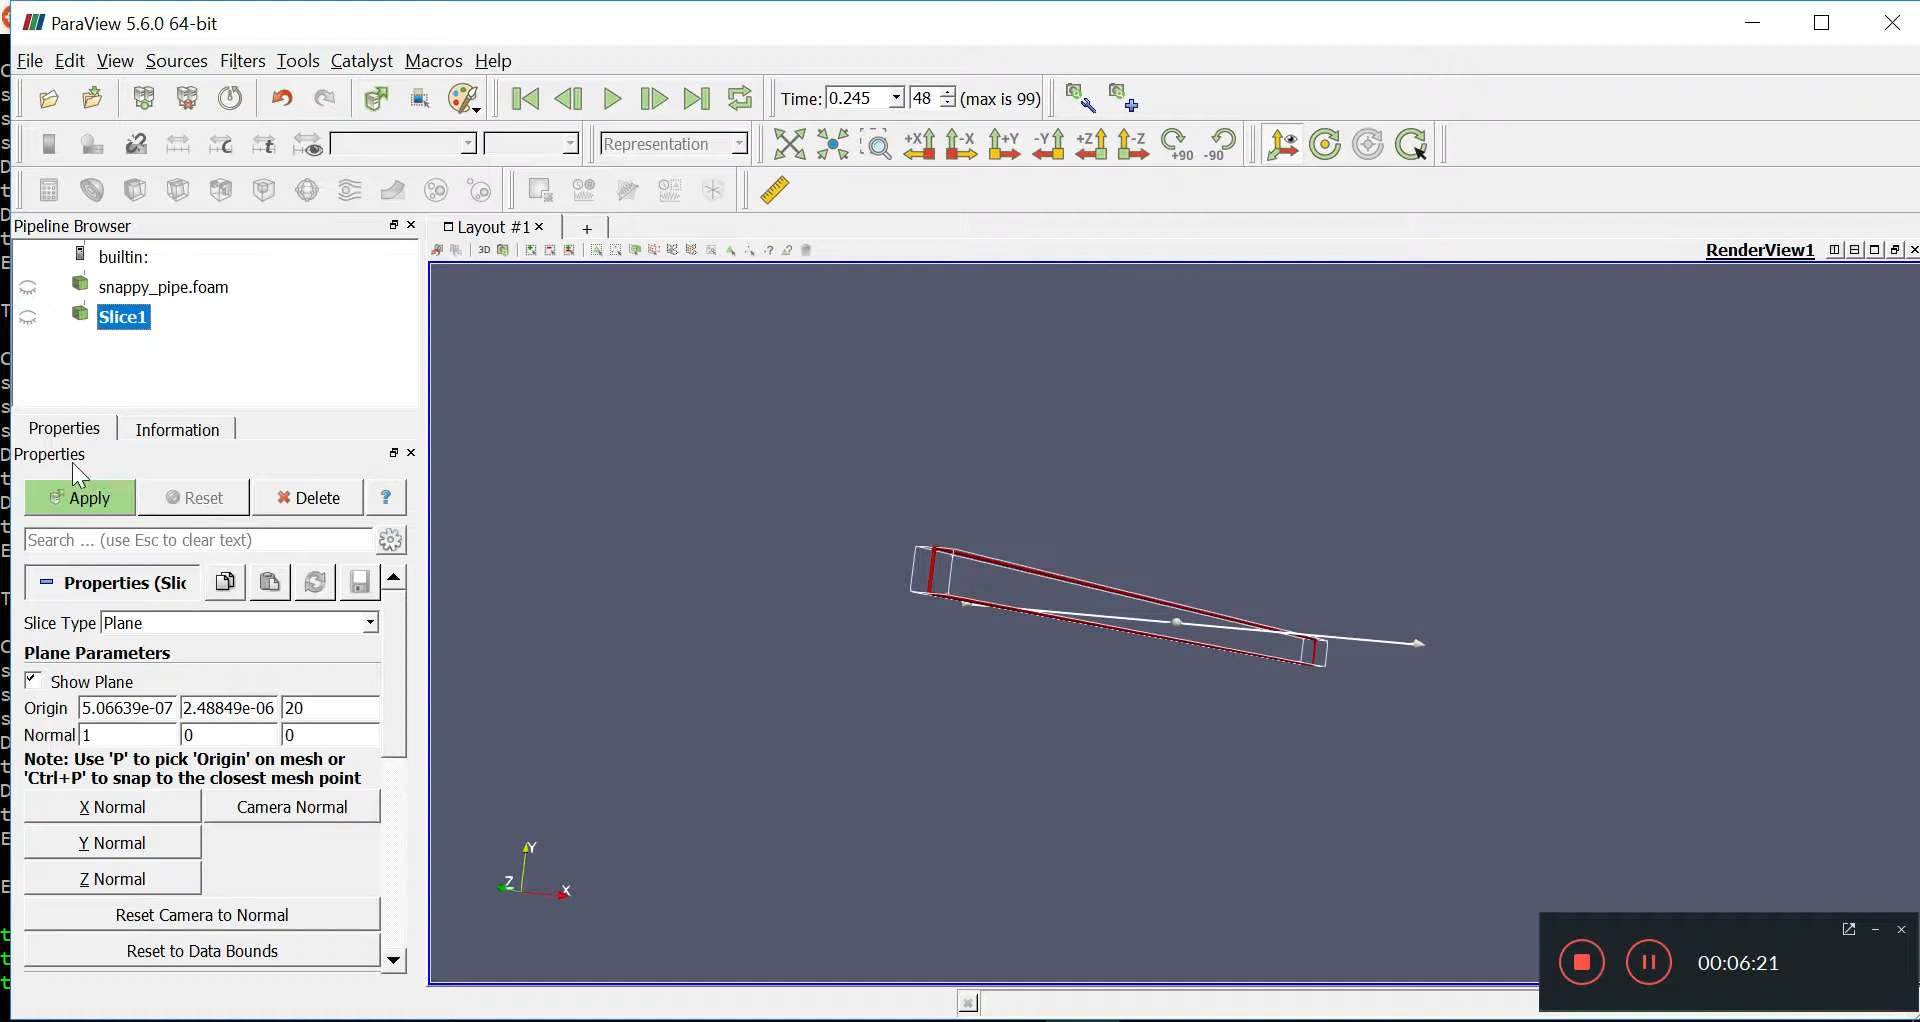 ParaView 5.6.0 64-bit
File Edit View Sources Filters Tools Catalyst Macros Help
Time: 0.245 48 (max is 99)
Representation +X -X +Y -Y +Z -Z +90 -90
Pipeline Browser
Layout #1 +
builtin:
3D
RenderView1
snappy_pipe.foam
Slice1
Properties Information
Properties
Apply Reset Delete ?
Search ... (use Esc to clear text)
Properties (Slic
Slice Type Plane
Plane Parameters
Show Plane
Origin 5.06639e-07 2.48849e-06 20
Normal 1 0 0
Note: Use 'P' to pick 'Origin' on mesh or
'Ctrl+P' to snap to the closest mesh point
X Normal Camera Normal
Y Normal
Z Normal
Reset Camera to Normal
Reset to Data Bounds
Y
Z X
00:06:21